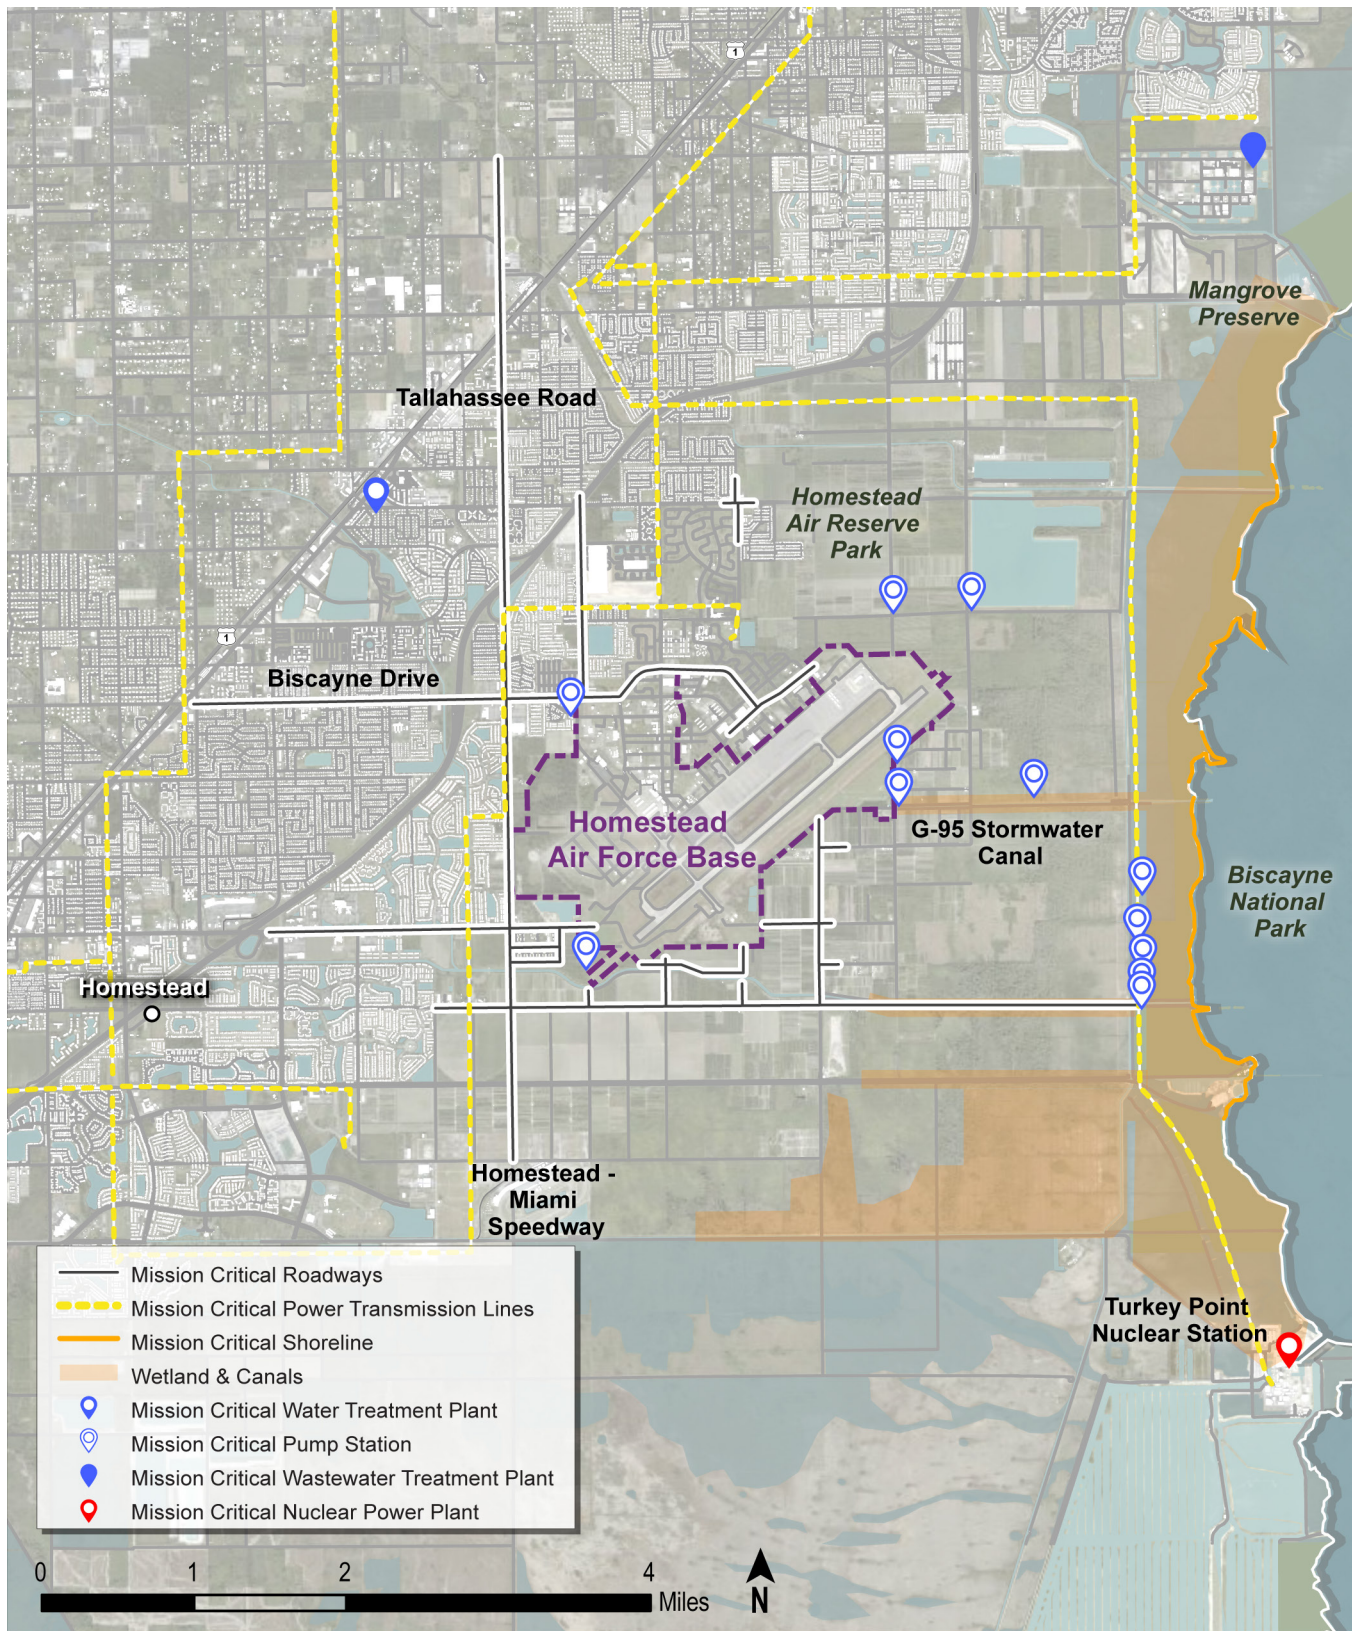 1
Mangrove
Preserve
Tallahassee Road
Homestead
Air Reserve
Park
1
Biscayne Drive
Homestead
Air Force Base
G-95 Stormwater
Canal
Biscayne
National
Park
Homestead
Homestead -
Miami
Speedway
Turkey Point
Nuclear Station
Mission Critical Roadways
Mission Critical Power Transmission Lines
Mission Critical Shoreline
Wetland & Canals
Mission Critical Water Treatment Plant
Mission Critical Pump Station
Mission Critical Wastewater Treatment Plant
Mission Critical Nuclear Power Plant
0 1 2 4
Miles
N